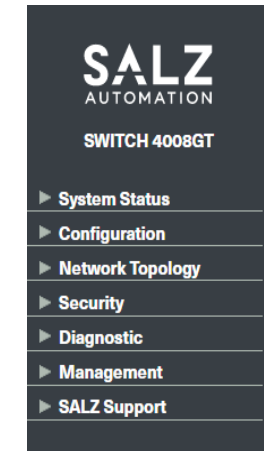 SALZ
AUTOMATION
SWITCH 4008GT
System Status
Configuration
Network Topology
Security
Diagnostic
Management
SALZ Support